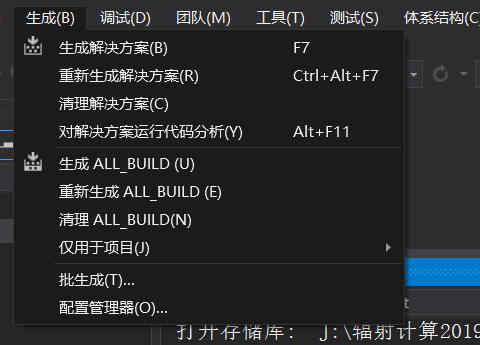 生成(B) 调试(D) 团队(M) 工具(T) 测试(S) 体系结构(C)
生成解决方案(B) F7
重新生成解决方案(R) Ctrl+Alt+F7
清理解决方案(C)
对解决方案运行代码分析(Y) Alt+F11
生成 ALL_BUILD (U)
重新生成 ALL_BUILD (E)
清理 ALL_BUILD(N)
仅用于项目(J)
批生成(T)...
配置管理器(O)...
打开存储库: J:\辐射计算2019